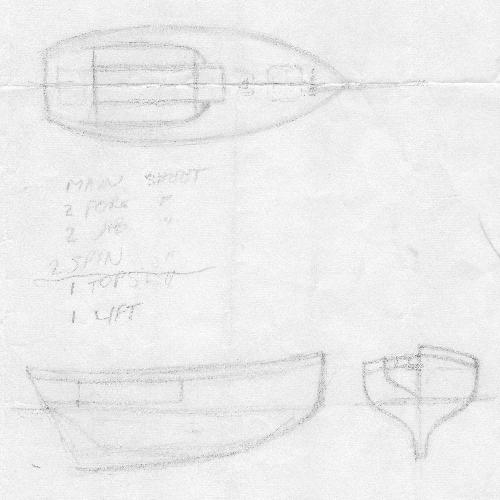 MAIN SHEET
2 FORE "
2 JIB "
2 SPIN "
1 TOPS "
1 LIFT